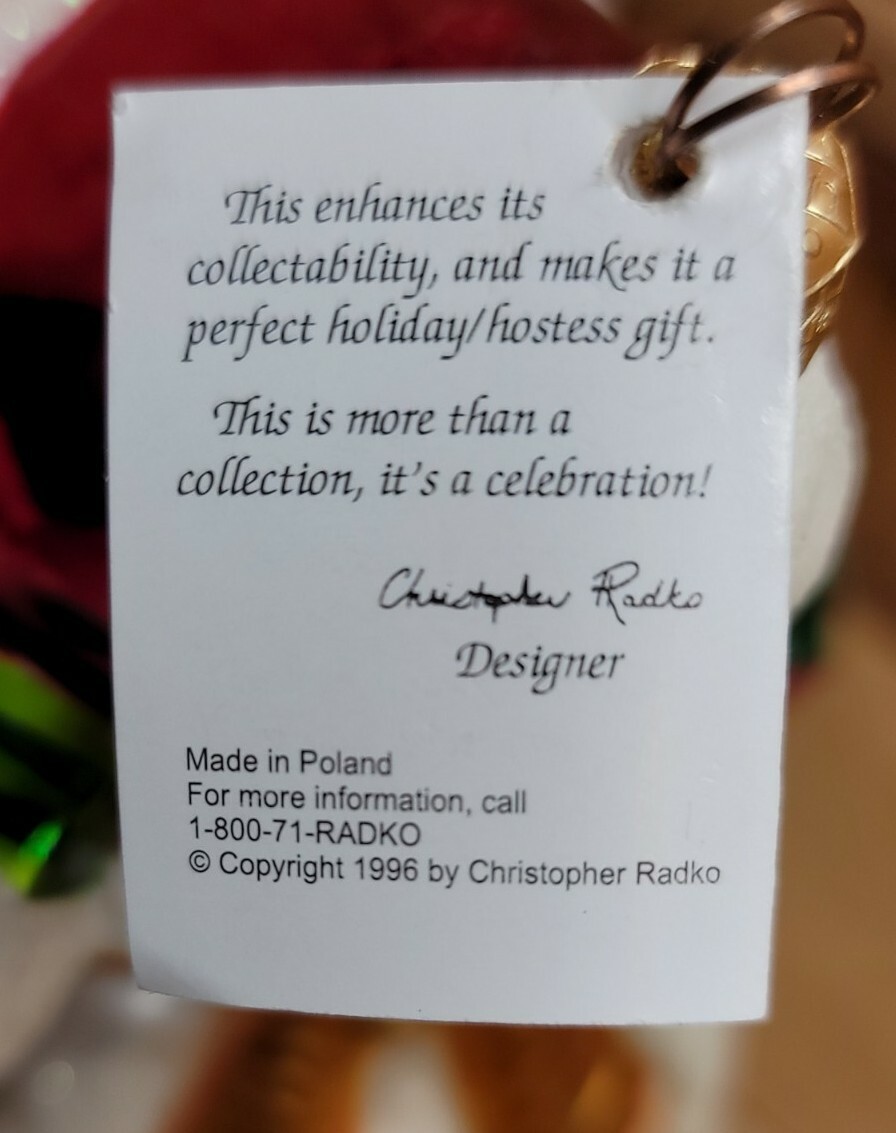 This enhances its
collectability, and makes it a
perfect holiday/hostess gift.
This is more than a
collection, it's a celebration!
Christopher Radko
Designer
Made in Poland
For more information, call
1-800-71-RADKO
© Copyright 1996 by Christopher Radko